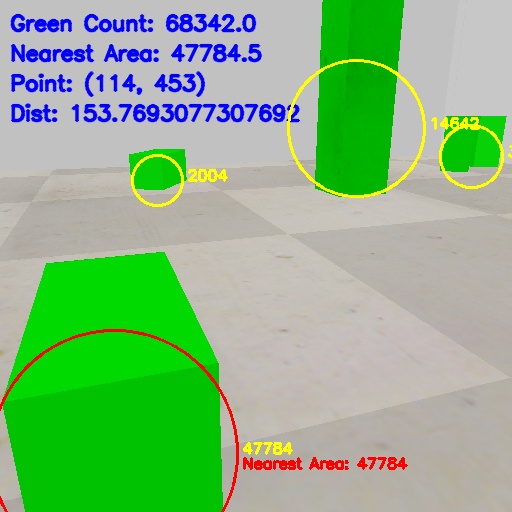 Green Count: 68342.0
Nearest Area: 47784.5
Point: (114, 453)
Dist: 153.7693077307692
14642
3
2004
47784
Nearest Area: 47784